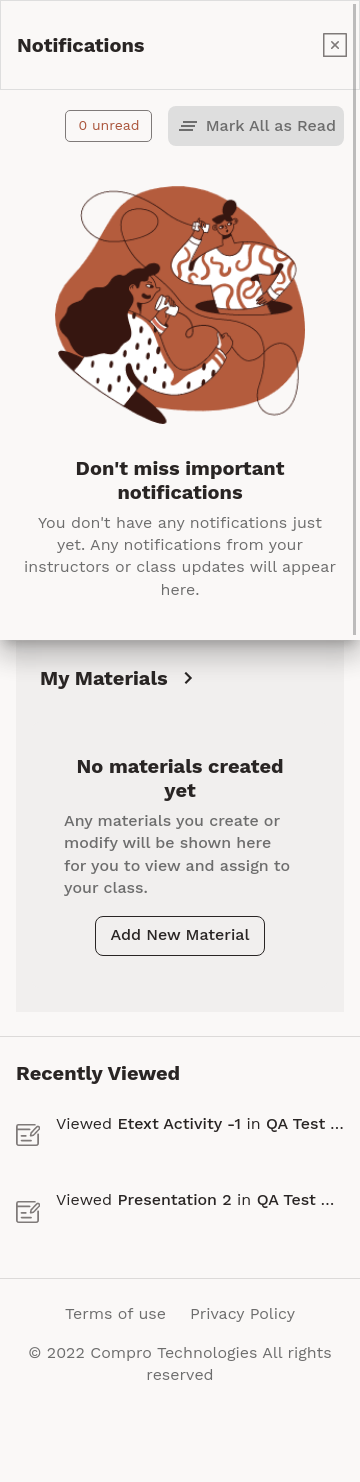 Notifications
0 unread
Mark All as Read
Don't miss important
notifications
You don't have any notifications just
yet. Any notifications from your
instructors or class updates will appear
here.
My Materials
No materials created
yet
Any materials you create or
modify will be shown here
for you to view and assign to
your class.
Add New Material
Recently Viewed
Viewed Etext Activity -1 in QA Test ...
Viewed Presentation 2 in QA Test ...
Terms of use Privacy Policy
© 2022 Compro Technologies All rights
reserved